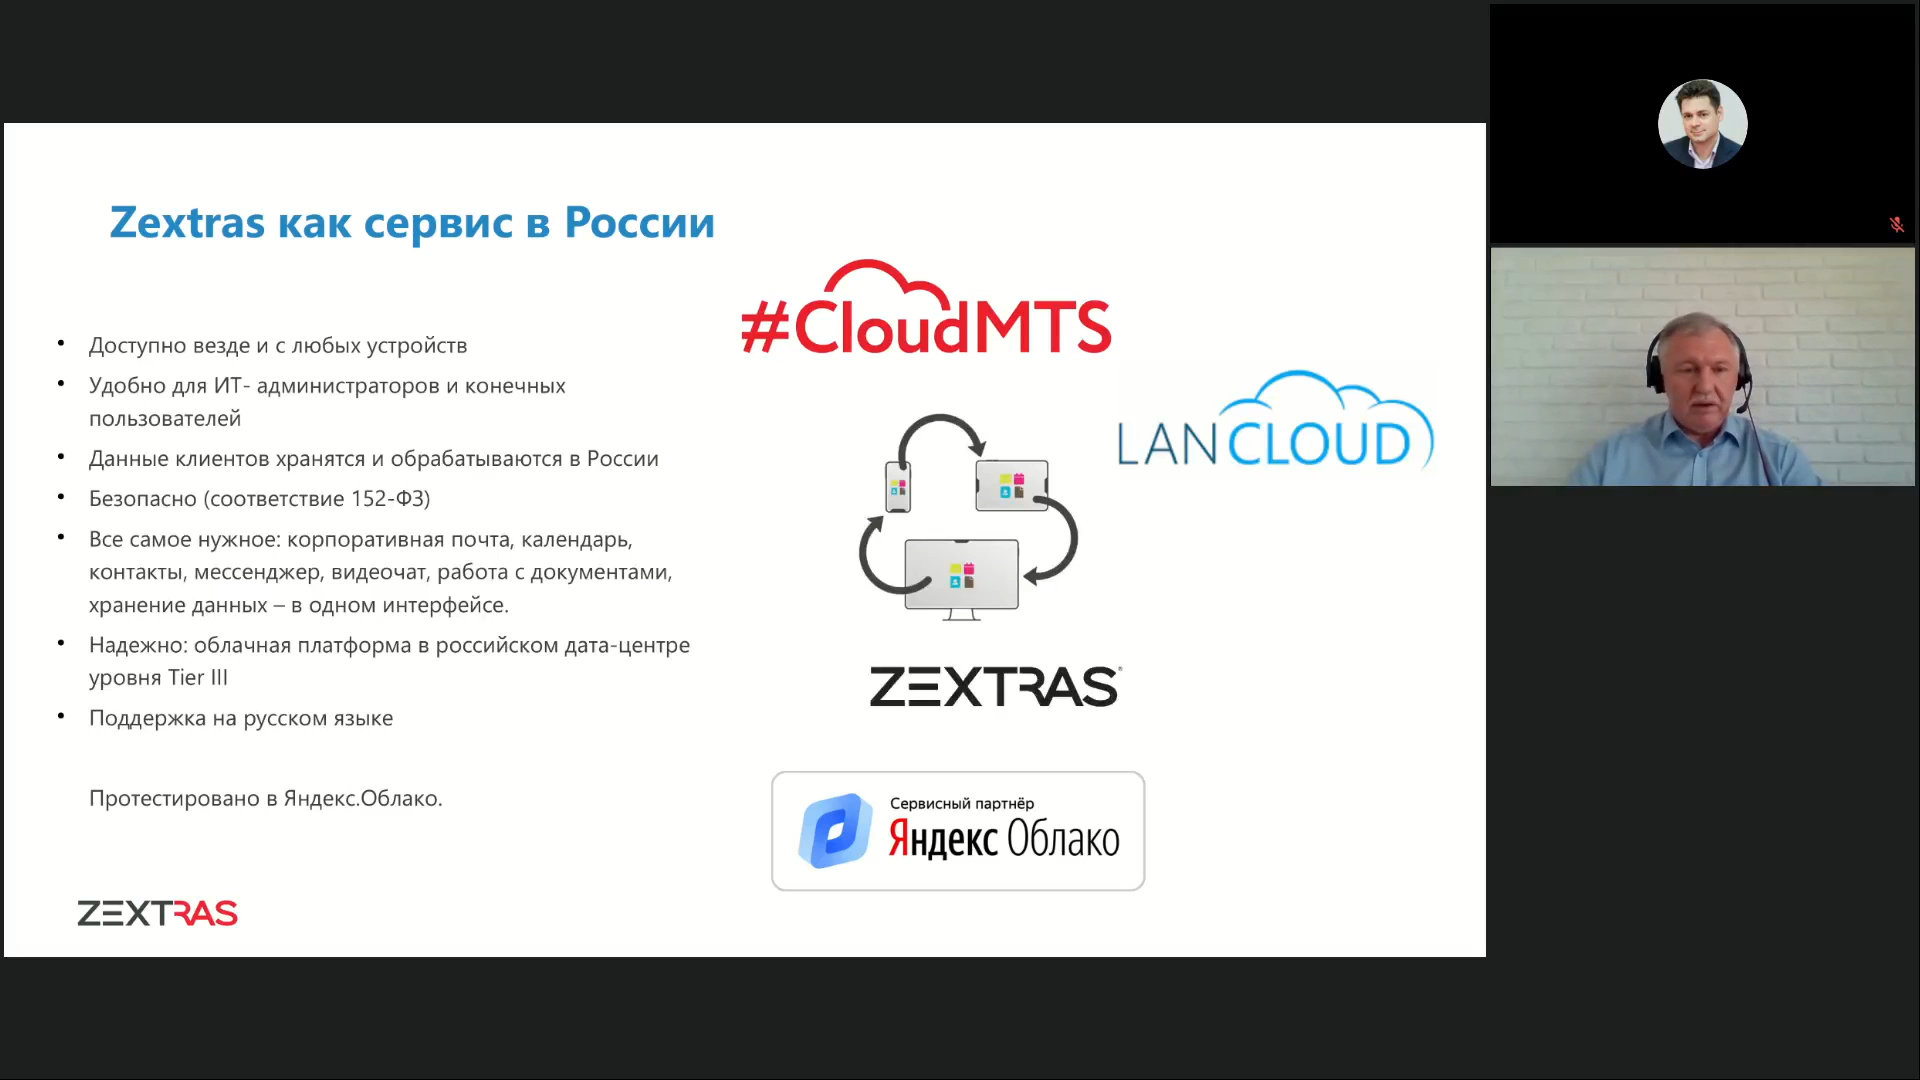 Zextras как сервис в России
Доступно везде и с любых устройств
Удобно для ИТ- администраторов и конечных
пользователей
Данные клиентов хранятся и обрабатываются в России
Безопасно (соответствие 152-ФЗ)
Все самое нужное: корпоративная почта, календарь,
контакты, мессенджер, видеочат, работа с документами,
хранение данных – в одном интерфейсе.
Надежно: облачная платформа в российском дата-центре
уровня Tier III
Поддержка на русском языке
Протестировано в Яндекс.Облако.
#CloudMTS
LANCLOUD
ZEXTRAS®
Сервисный партнёр
Яндекс Облако
ZEXTRAS